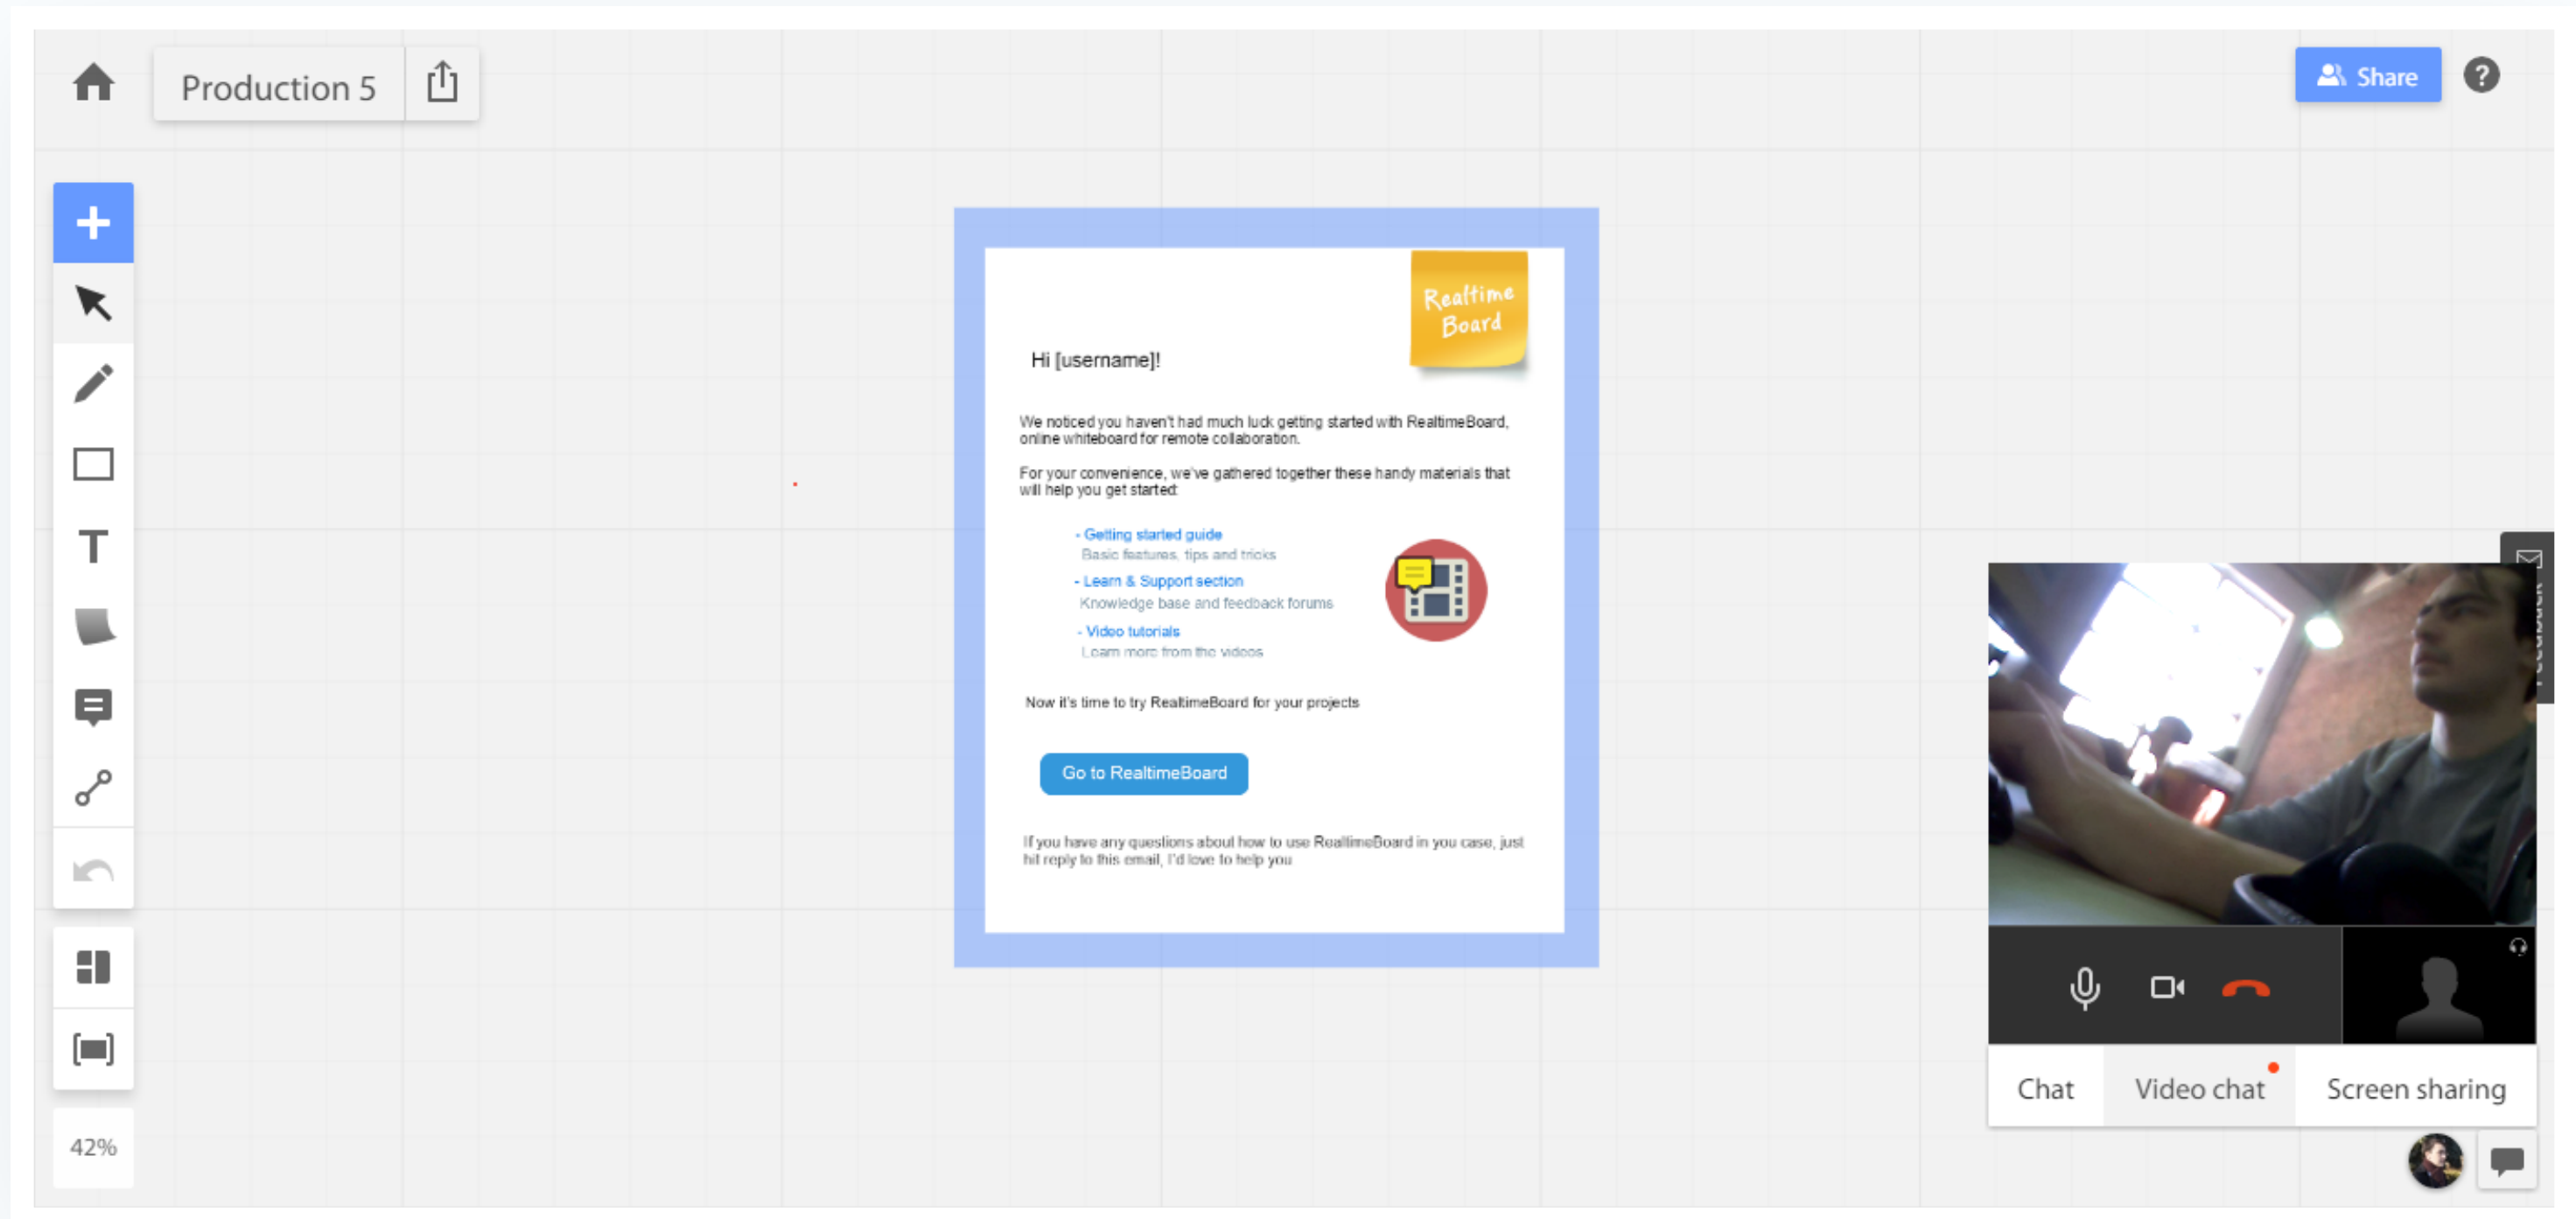 Production 5
Share
?
T
Realtime
Board
Hi [username]!
We noticed you haven't had much luck getting started with RealtimeBoard,
online whiteboard for remote collaboration.
For your convenience, we've gathered together these handy materials that
will help you get started:
- Getting started guide
Basic features, tips and tricks
- Learn & Support section
Knowledge base and feedback forums
- Video tutorials
Learn more from the videos
Now it's time to try RealtimeBoard for your projects
Go to RealtimeBoard
If you have any questions about how to use RealtimeBoard in you case, just
hit reply to this email, I'd love to help you
Chat
Video chat
Screen sharing
42%